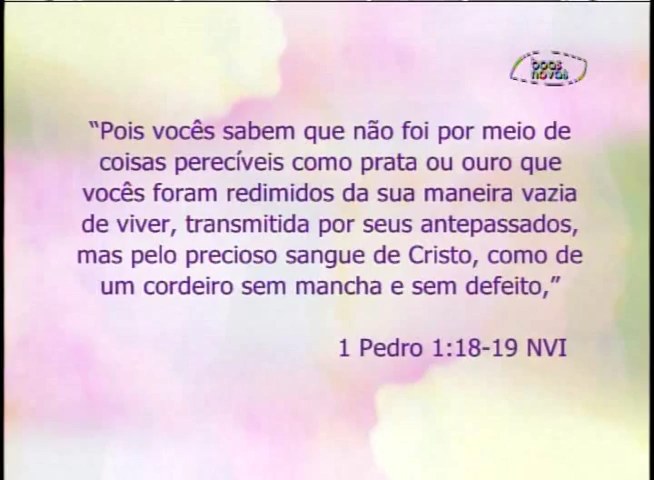 boas
novas
“Pois vocês sabem que não foi por meio de
coisas perecíveis como prata ou ouro que
vocês foram redimidos da sua maneira vazia
de viver, transmitida por seus antepassados,
mas pelo precioso sangue de Cristo, como de
um cordeiro sem mancha e sem defeito,”
1 Pedro 1:18-19 NVI